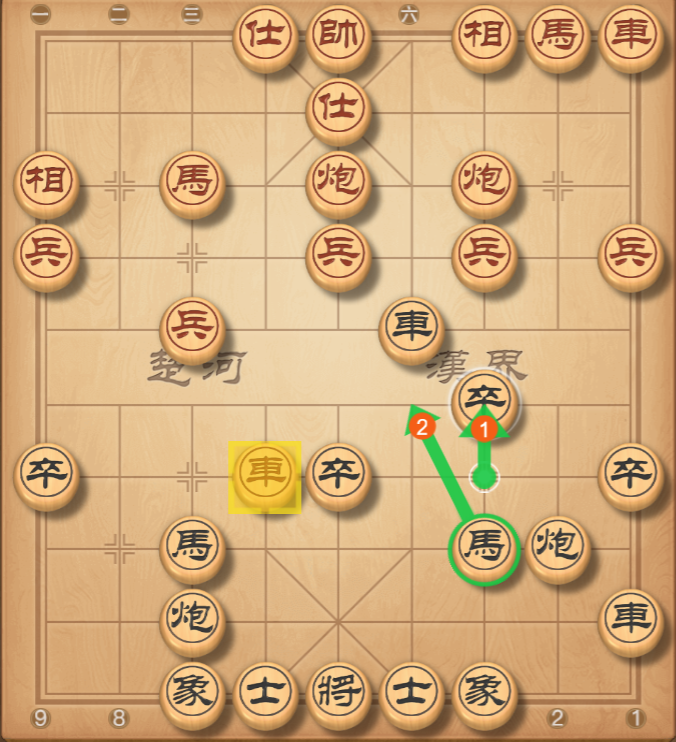 一 二 三 仕 帥 六 相 馬 車
仕
相 馬 炮 炮
兵 兵 兵 兵
兵 車
楚河 漢界
卒
2 1
卒 車 卒 卒
馬 馬 炮
炮 車
象 士 將 士 象
9 8 2 1